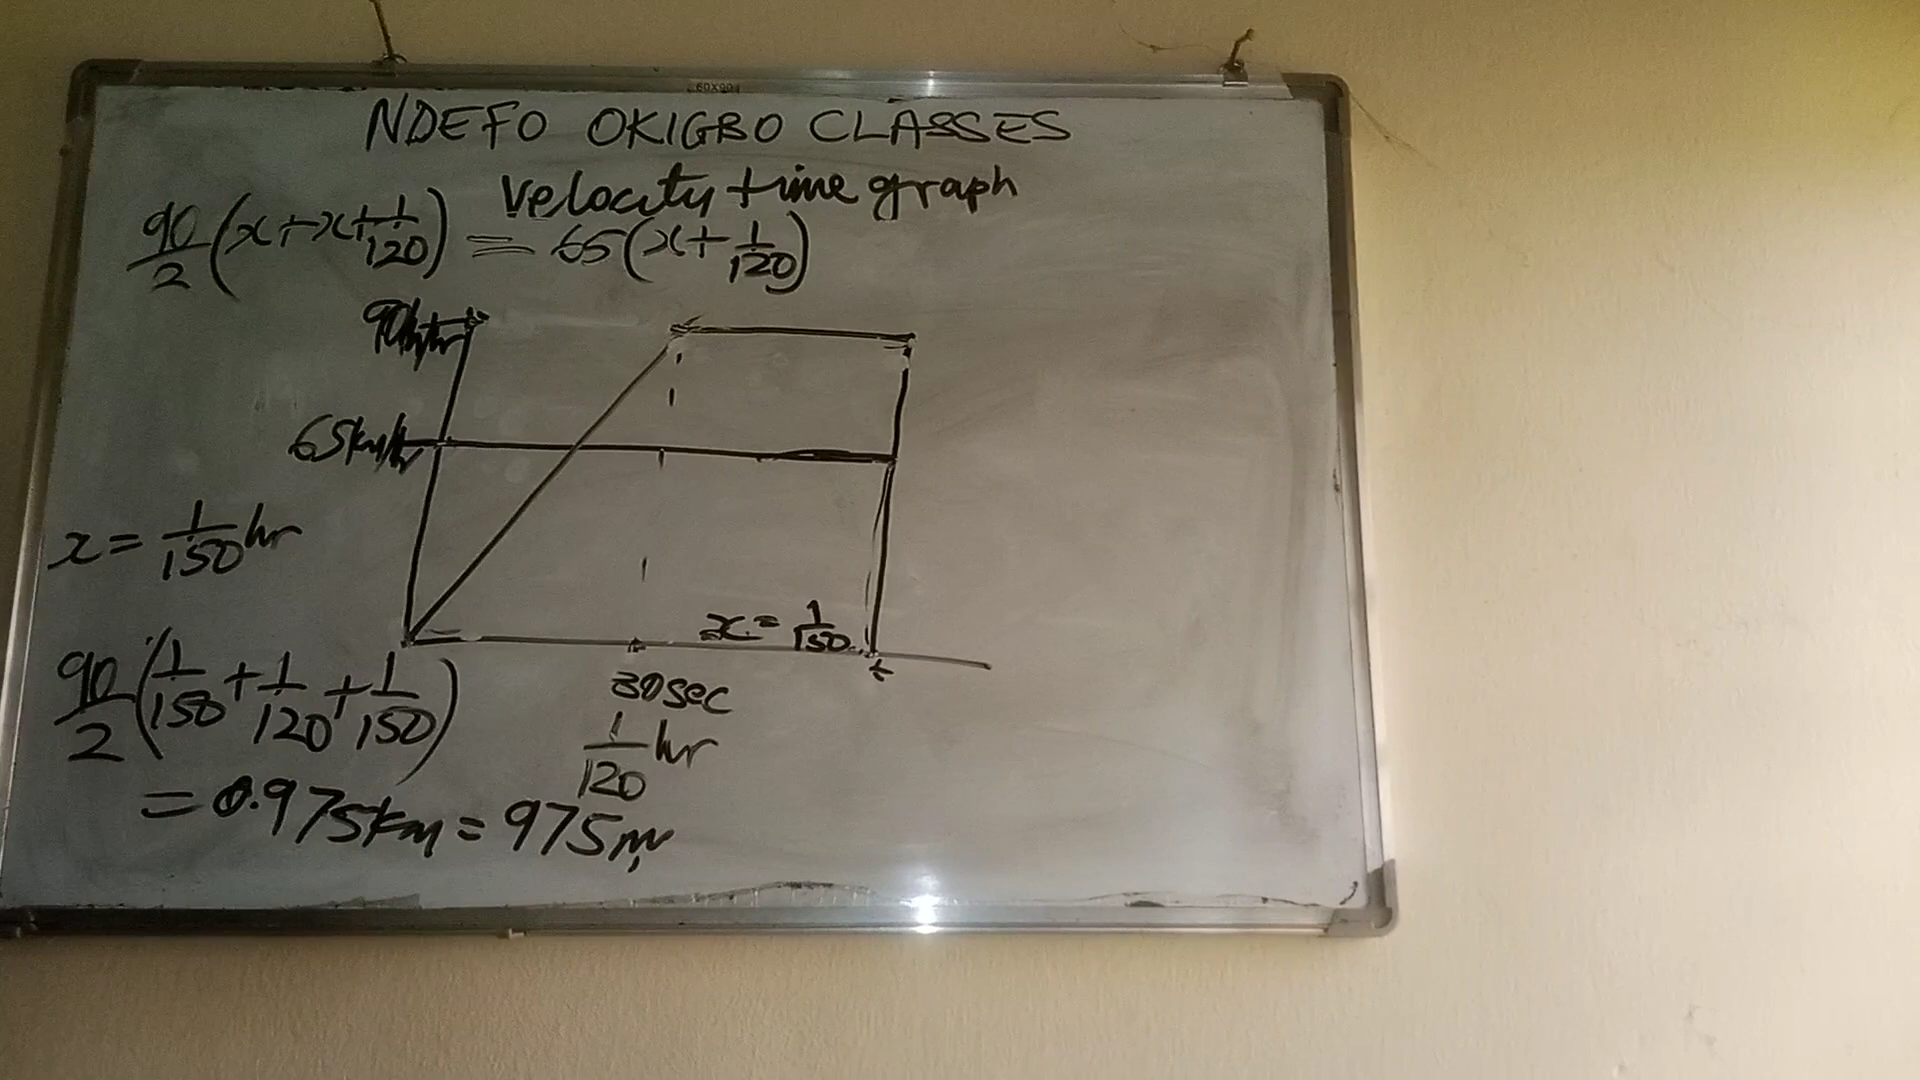 60X90
NDEFO OKIGBO CLASSES
Velocity time graph
90/2 (x+x+1/120) = 65(x+1/120)
90km/hr
65km/hr
x = 1/150 hr
x = 1/150
t
30sec
1/120 hr
90/2 (1/150 + 1/120 + 1/150)
= 0.975km = 975m